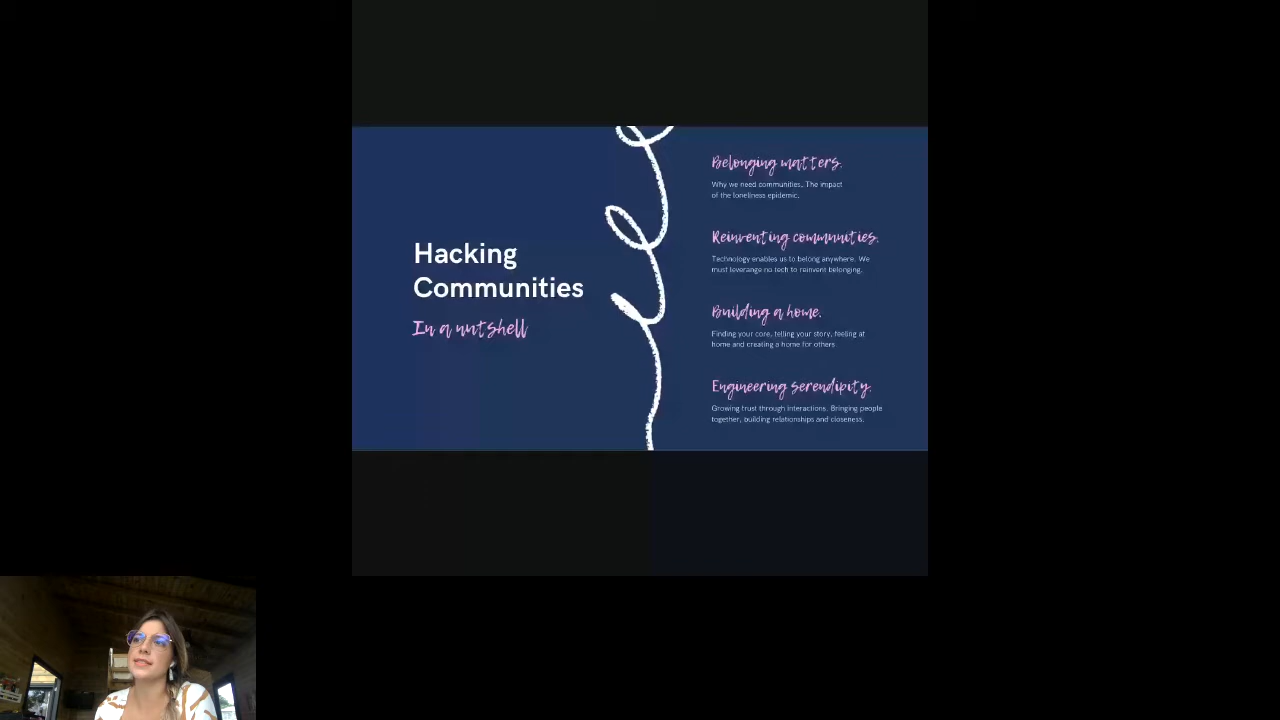 Hacking
Communities
In a nutshell
Belonging matters.
Why we need communities. The impact
of the loneliness epidemic.
Reinventing communities.
Technology enables us to belong anywhere. We
must leverage no tech to reinvent belonging.
Building a home.
Finding your core, telling your story, feeling at
home and creating a home for others.
Engineering serendipity.
Growing trust through interactions. Bringing people
together, building relationships and closeness.